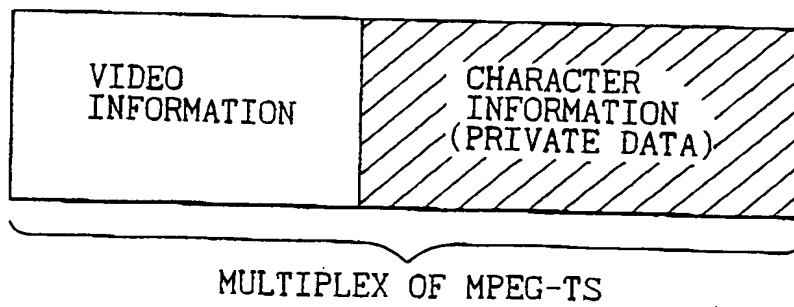 VIDEO
INFORMATION
CHARACTER
INFORMATION
(PRIVATE DATA)
MULTIPLEX OF MPEG-TS